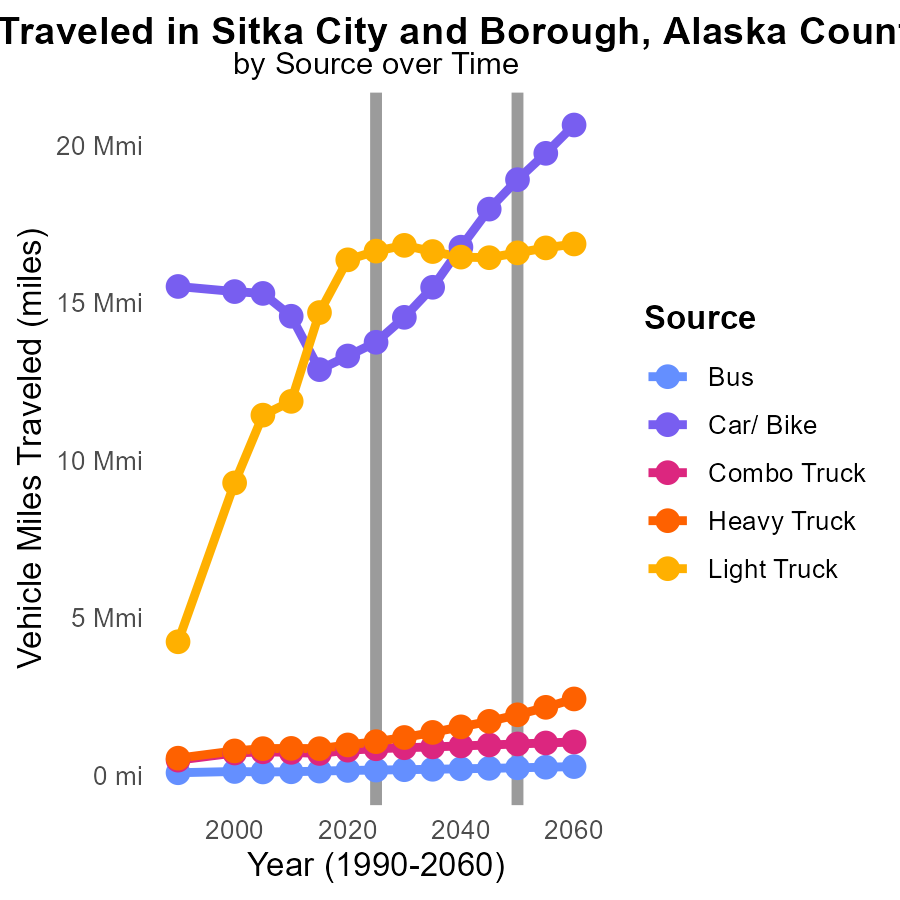 Traveled in Sitka City and Borough, Alaska
by Source over Time
20 Mmi
15 Mmi
10 Mmi
5 Mmi
0 mi
Vehicle Miles Traveled (miles)
2000 2020 2040 2060
Year (1990-2060)
Source
Bus
Car/ Bike
Combo Truck
Heavy Truck
Light Truck